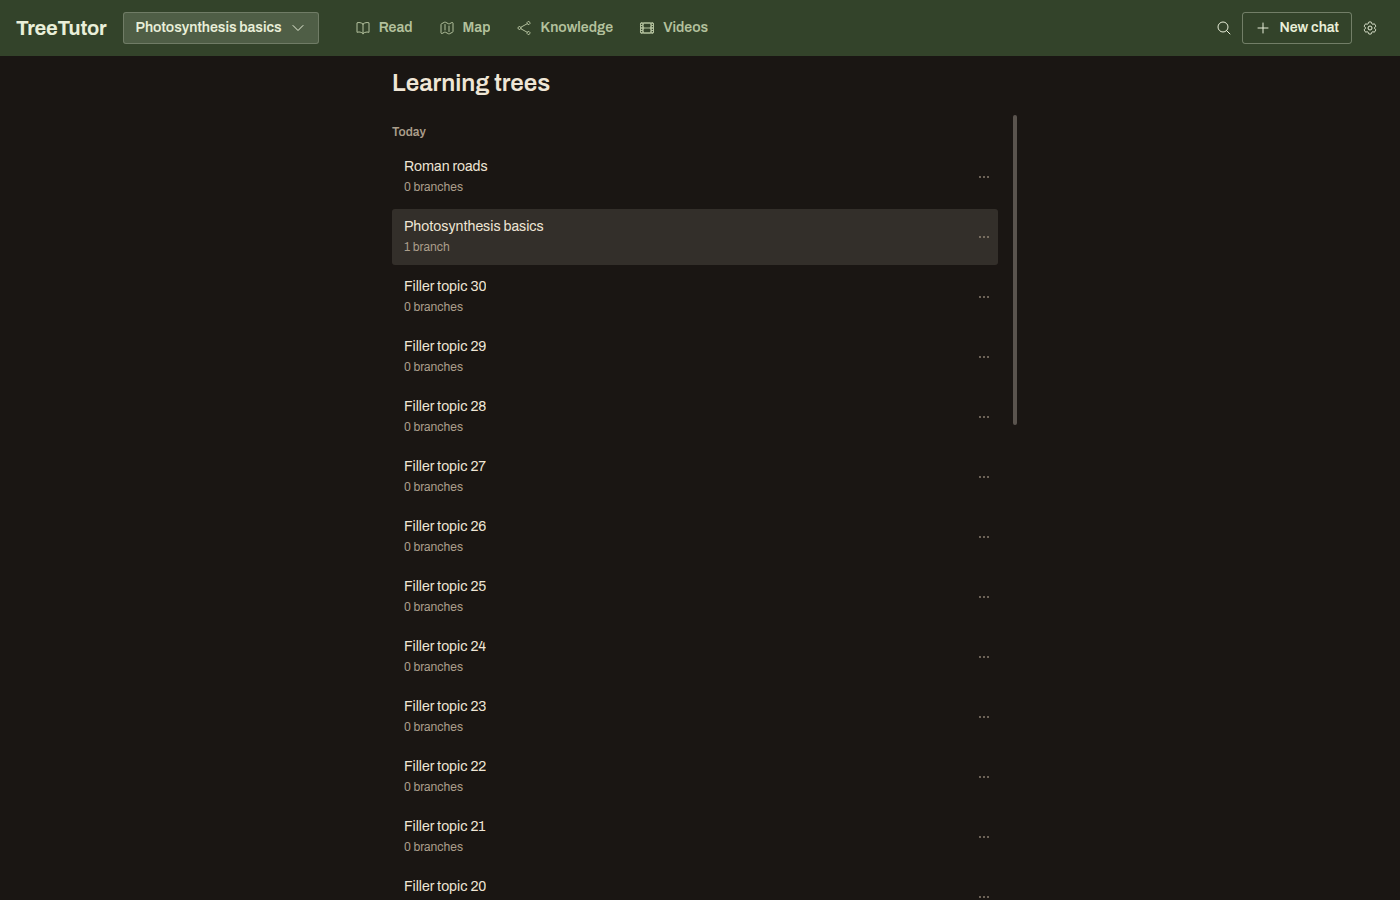 TreeTutor
Photosynthesis basics
Read
Map
Knowledge
Videos
New chat
Learning trees
Today
Roman roads
0 branches
Photosynthesis basics
1 branch
Filler topic 30
0 branches
Filler topic 29
0 branches
Filler topic 28
0 branches
Filler topic 27
0 branches
Filler topic 26
0 branches
Filler topic 25
0 branches
Filler topic 24
0 branches
Filler topic 23
0 branches
Filler topic 22
0 branches
Filler topic 21
0 branches
Filler topic 20